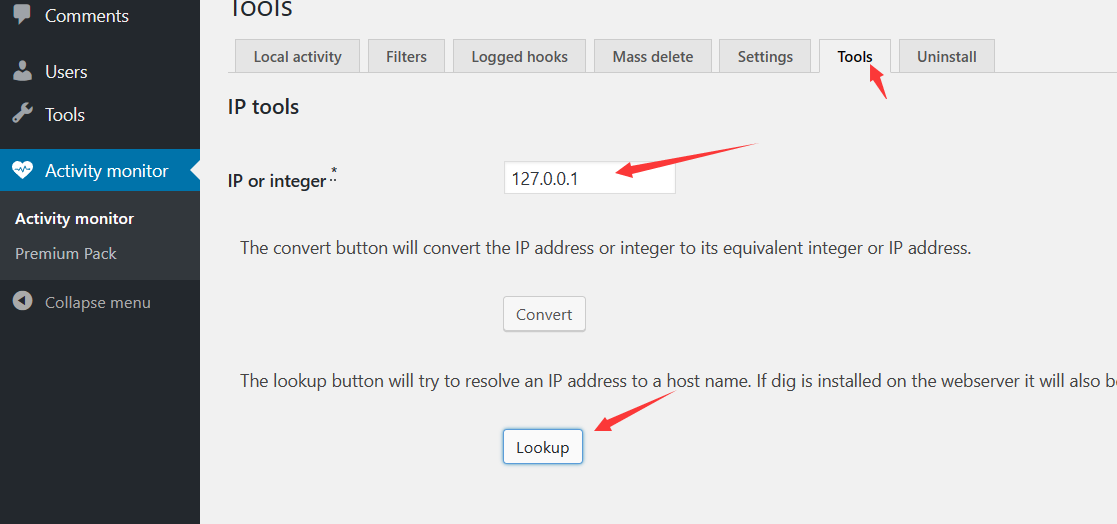 Tools
Comments
Users
Tools
Activity monitor
Activity monitor
Premium Pack
Collapse menu
Local activity
Filters
Logged hooks
Mass delete
Settings
Tools
Uninstall
IP tools
IP or integer *
127.0.0.1
The convert button will convert the IP address or integer to its equivalent integer or IP address.
Convert
The lookup button will try to resolve an IP address to a host name. If dig is installed on the webserver it will also b
Lookup